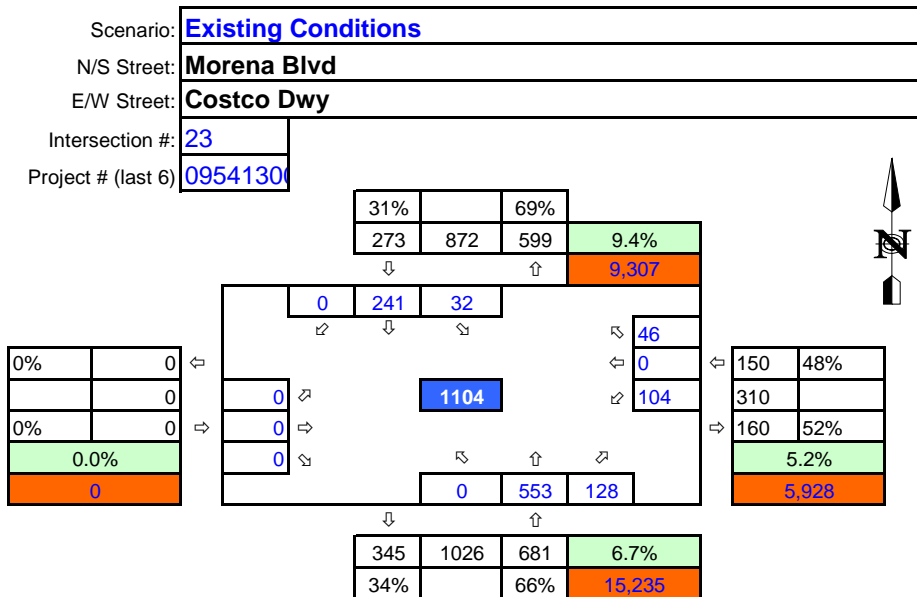 Scenario: Existing Conditions
N/S Street: Morena Blvd
E/W Street: Costco Dwy
Intersection #: 23
Project # (last 6) 09541300
N
31% 69%
273 872 599 9.4%
⇩ ⇧ 9,307
0 241 32
⬃ ⇩ ⬂
⬁ 46
0% 0 ⇦ ⇦ 0 ⇦ 150 48%
0 0 ⬀ 1104 ⬃ 104 310
0% 0 ⇨ 0 ⇨ ⇨ 160 52%
0.0% 0 ⬂ ⬁ ⇧ ⬀ 5.2%
0 0 553 128 5,928
⇩ ⇧
345 1026 681 6.7%
34% 66% 15,235